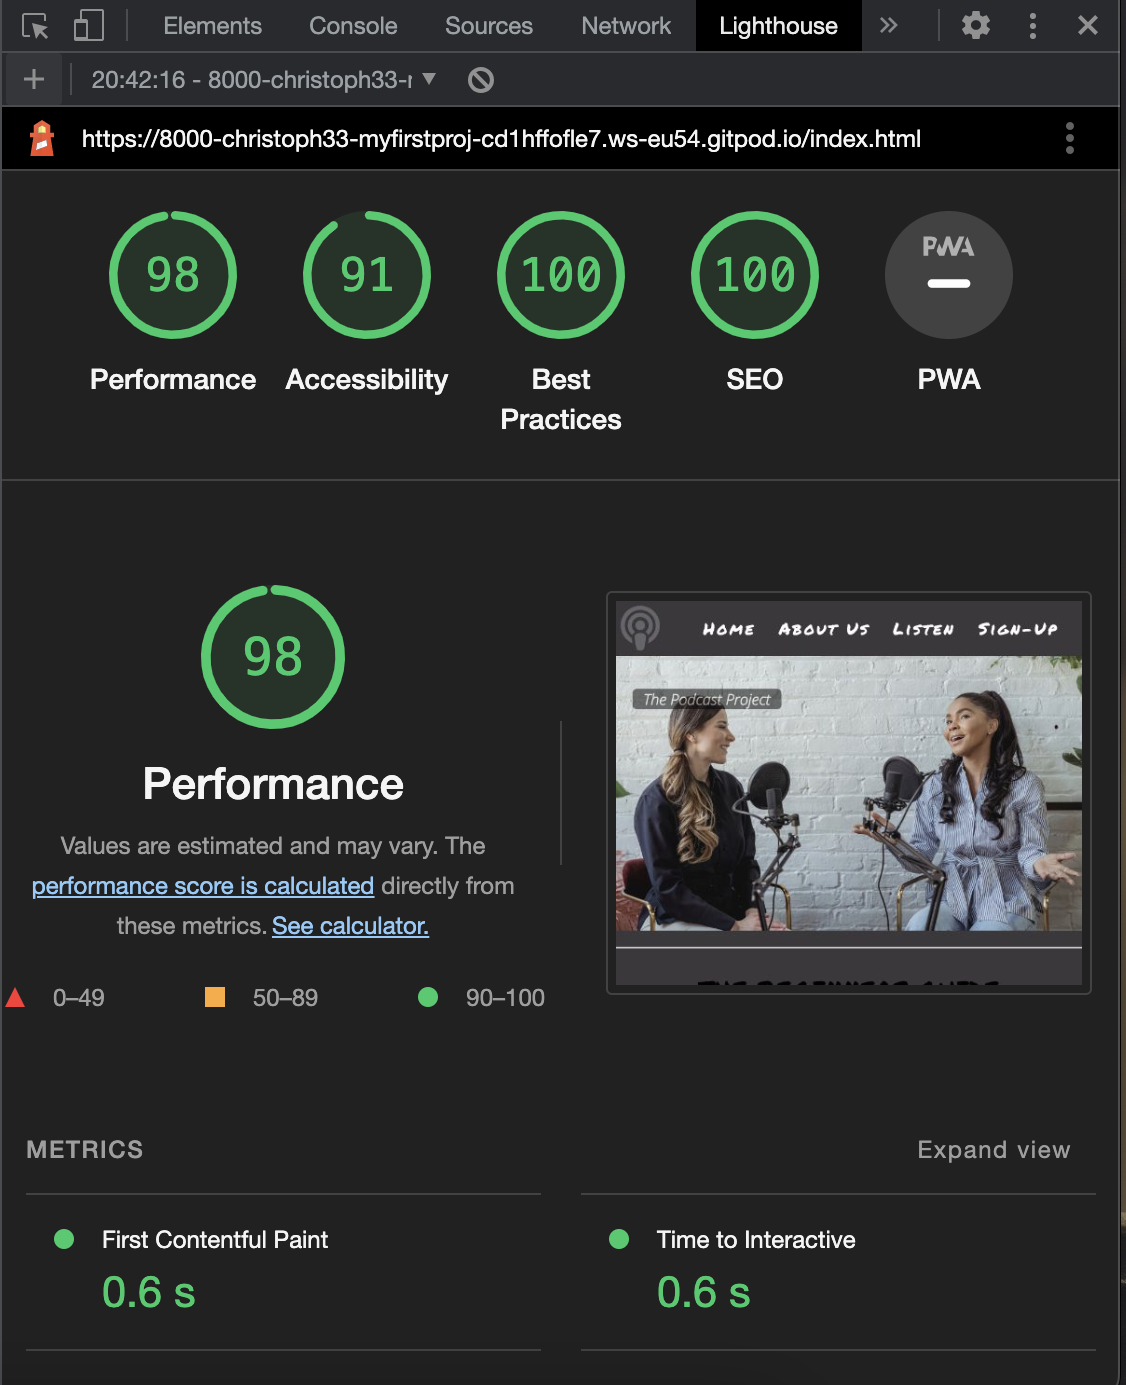 Elements Console Sources Network Lighthouse
20:42:16 - 8000-christoph33-r
https://8000-christoph33-myfirstproj-cd1hffofle7.ws-eu54.gitpod.io/index.html
98 91 100 100 PWA
Performance Accessibility Best Practices SEO PWA
98
Home About Us Listen Sign-Up
The Podcast Project
Performance
Values are estimated and may vary. The
performance score is calculated directly from
these metrics. See calculator.
0–49 50–89 90–100
METRICS Expand view
First Contentful Paint Time to Interactive
0.6 s 0.6 s